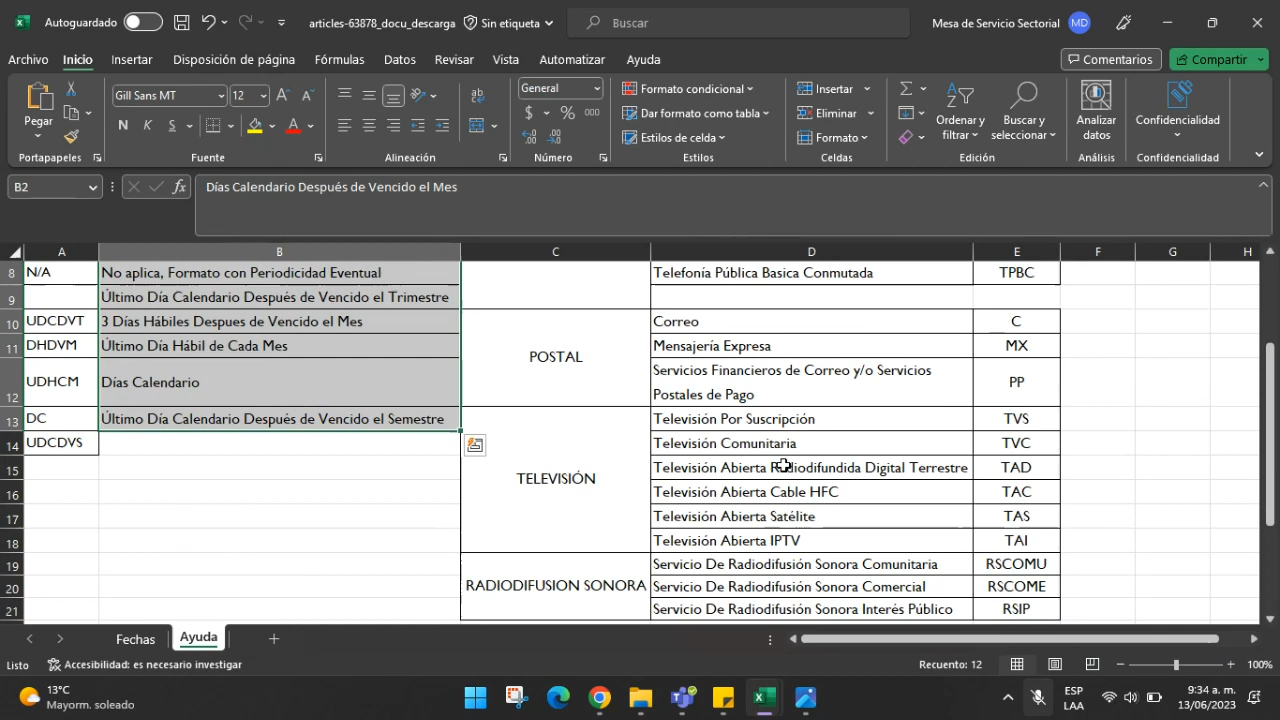 Autoguardado
articles-63878_docu_descarga
Sin etiqueta
Buscar
Mesa de Servicio Sectorial
MD
Archivo
Inicio
Insertar
Disposición de página
Fórmulas
Datos
Revisar
Vista
Automatizar
Ayuda
Comentarios
Compartir
Pegar
Gill Sans MT
12
N K S
General
$ % 000
Formato condicional
Dar formato como tabla
Estilos de celda
Insertar
Eliminar
Formato
Ordenar y filtrar
Buscar y seleccionar
Analizar datos
Confidencialidad
Portapapeles
Fuente
Alineación
Número
Estilos
Celdas
Edición
Análisis
Confidencialidad
B2
fx
Días Calendario Después de Vencido el Mes
A B C D E F G H
8 N/A No aplica, Formato con Periodicidad Eventual Telefonía Pública Basica Conmutada TPBC
9 Último Día Calendario Después de Vencido el Trimestre
10 UDCDVT 3 Días Hábiles Despues de Vencido el Mes Correo C
11 DHDVM Último Día Hábil de Cada Mes POSTAL Mensajería Expresa MX
12 UDHCM Días Calendario Servicios Financieros de Correo y/o Servicios
Postales de Pago PP
13 DC Último Día Calendario Después de Vencido el Semestre Televisión Por Suscripción TVS
14 UDCDVS Televisión Comunitaria TVC
15 TELEVISIÓN Televisión Abierta Radiodifundida Digital Terrestre TAD
16 Televisión Abierta Cable HFC TAC
17 Televisión Abierta Satélite TAS
18 Televisión Abierta IPTV TAI
19 Servicio De Radiodifusión Sonora Comunitaria RSCOMU
20 RADIODIFUSION SONORA Servicio De Radiodifusión Sonora Comercial RSCOME
21 Servicio De Radiodifusión Sonora Interés Público RSIP
Fechas
Ayuda
Listo
Accesibilidad: es necesario investigar
Recuento: 12
100%
13°C
Mayorm. soleado
ESP
LAA
9:34 a. m.
13/06/2023